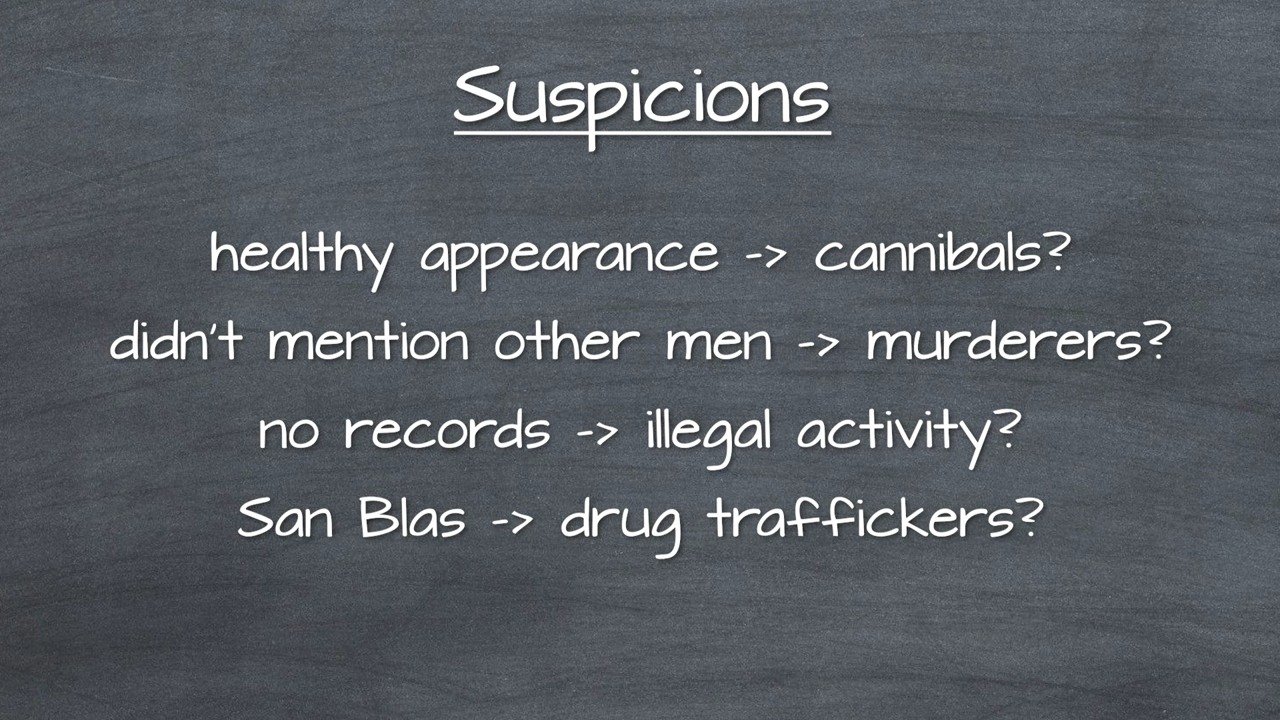 Suspicions
healthy appearance -> cannibals?
didn't mention other men -> murderers?
no records -> illegal activity?
San Blas -> drug traffickers?